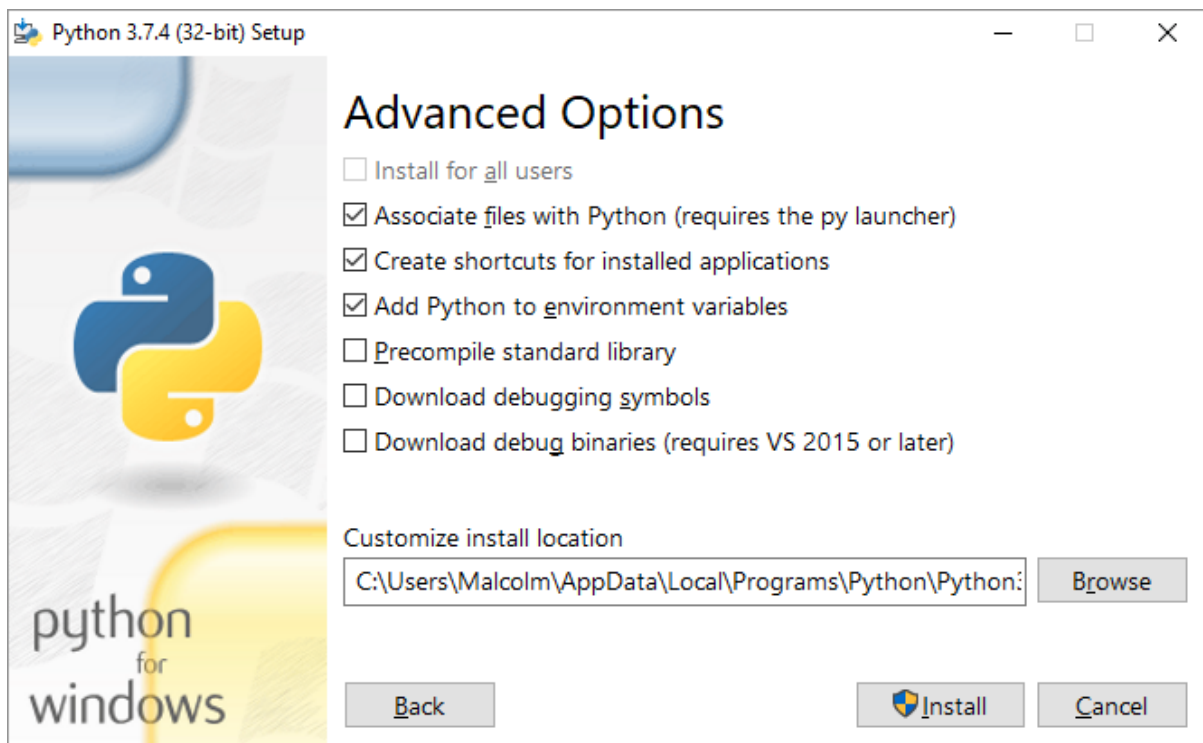 Python 3.7.4 (32-bit) Setup
Advanced Options
Install for all users
Associate files with Python (requires the py launcher)
Create shortcuts for installed applications
Add Python to environment variables
Precompile standard library
Download debugging symbols
Download debug binaries (requires VS 2015 or later)
Customize install location
C:\Users\Malcolm\AppData\Local\Programs\Python\Python3
Browse
python
for
windows
Back
Install
Cancel